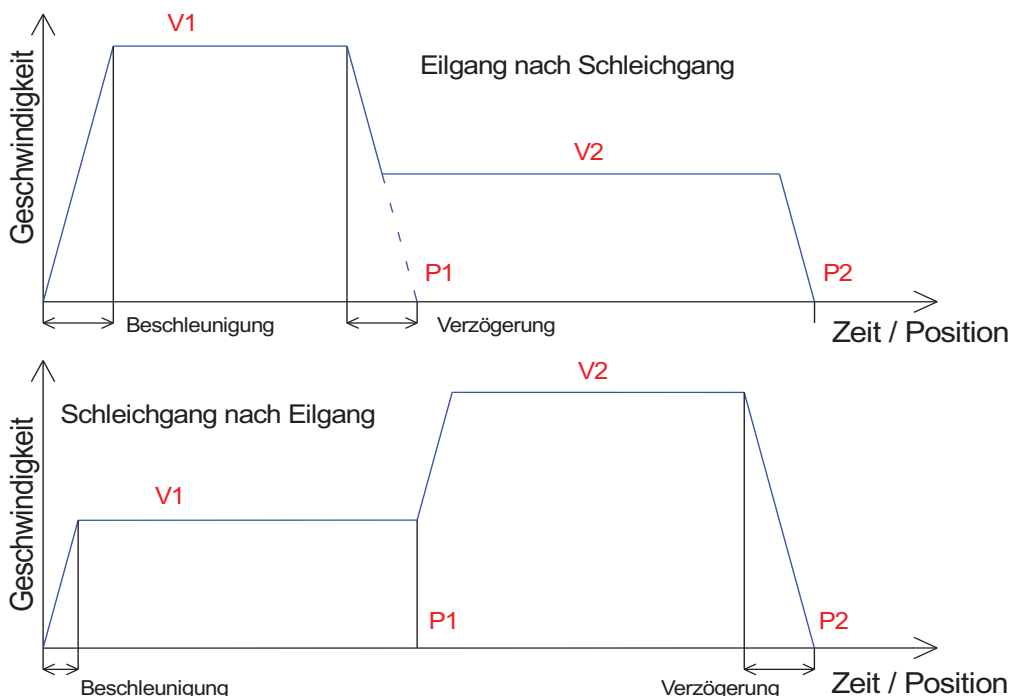 V1
Eilgang nach Schleichgang
Geschwindigkeit
V2
P1
P2
Beschleunigung
Verzögerung
Zeit / Position
V2
Schleichgang nach Eilgang
Geschwindigkeit
V1
P1
P2
Beschleunigung
Verzögerung
Zeit / Position